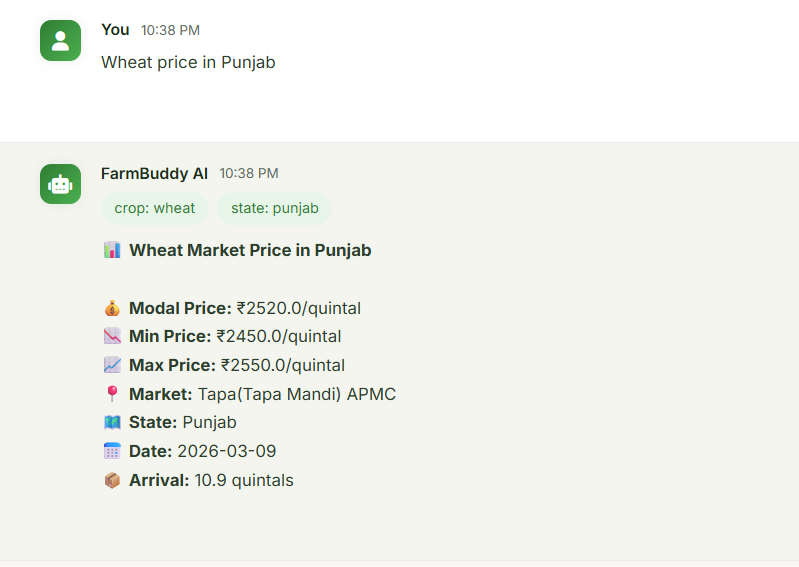 You 10:38 PM
Wheat price in Punjab
FarmBuddy AI 10:38 PM
crop: wheat state: punjab
Wheat Market Price in Punjab
Modal Price: ₹2520.0/quintal
Min Price: ₹2450.0/quintal
Max Price: ₹2550.0/quintal
Market: Tapa(Tapa Mandi) APMC
State: Punjab
Date: 2026-03-09
Arrival: 10.9 quintals